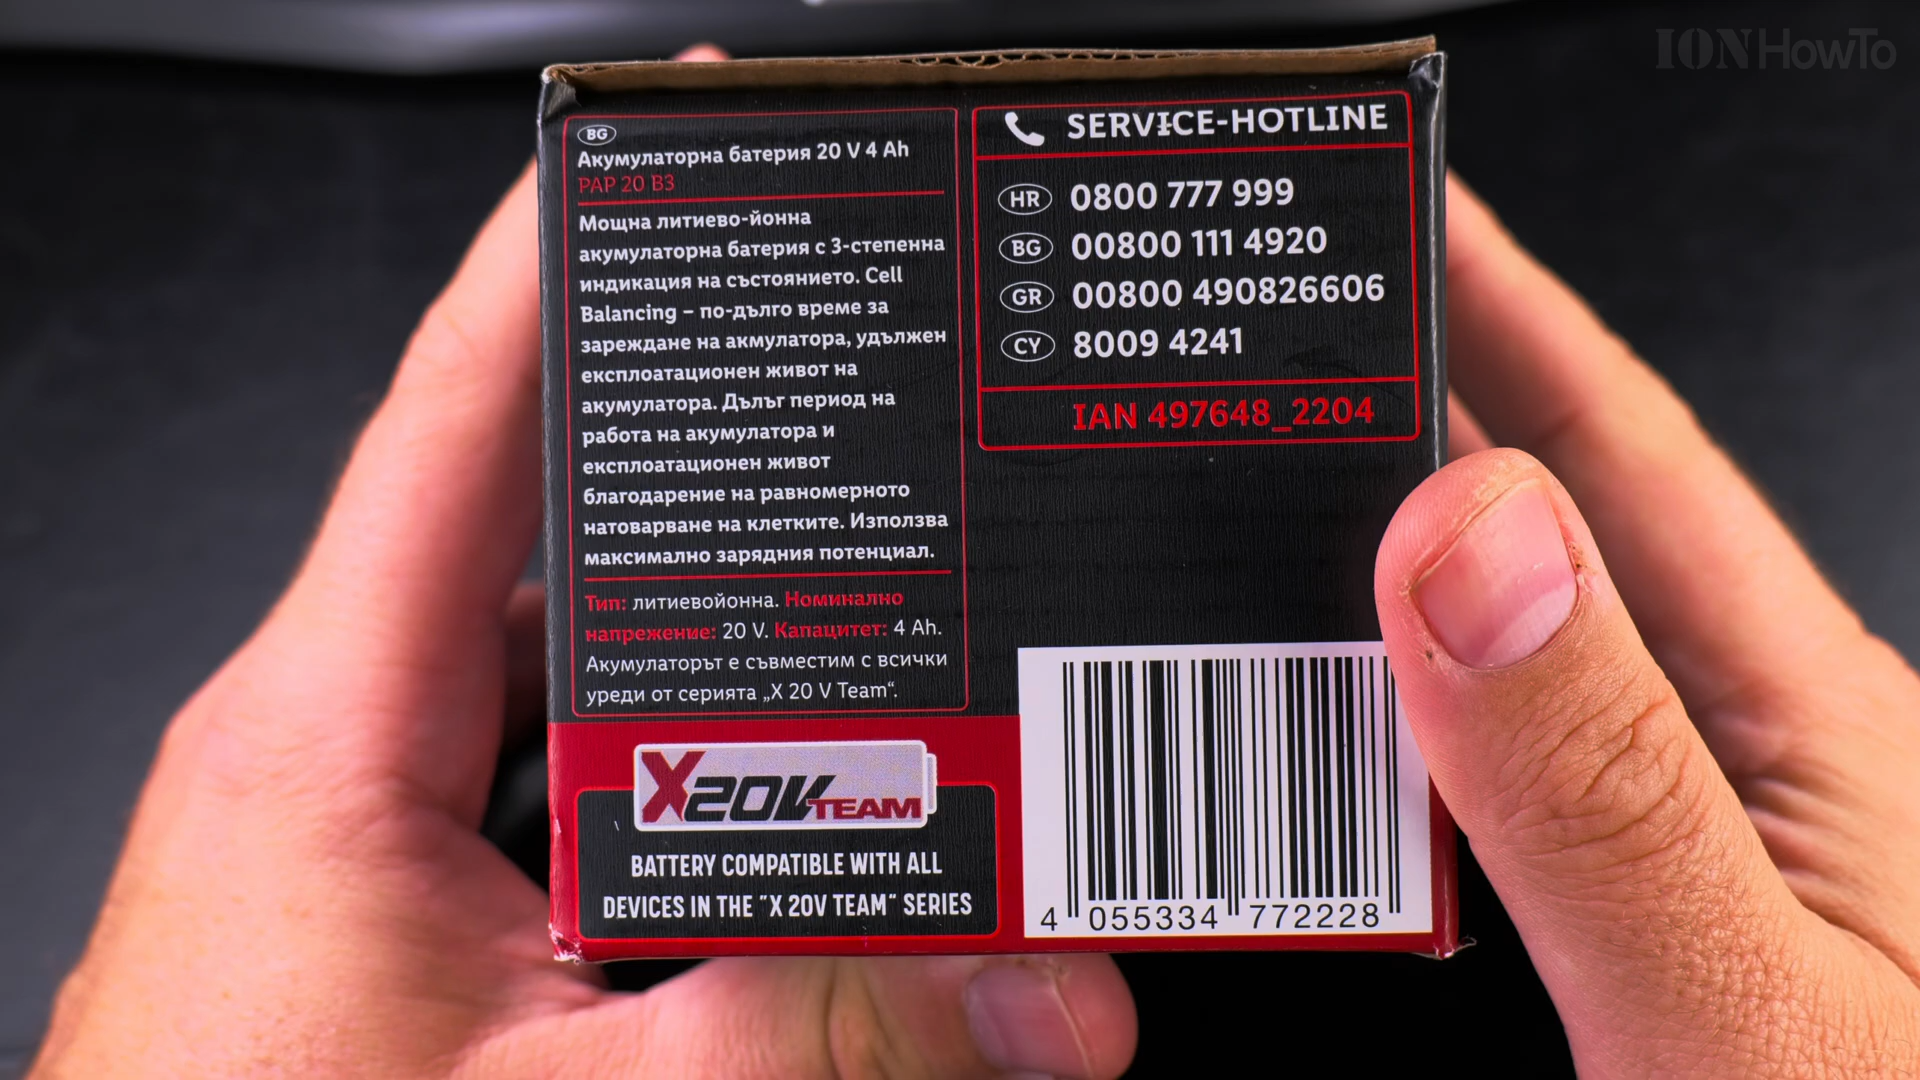 ION HowTo
BG
Акумулаторна батерия 20 V 4 Ah
PAP 20 B3
Мощна литиево-йонна
акумулаторна батерия с 3-степенна
индикация на състоянието. Cell
Balancing – по-дълго време за
зареждане на акмулатора, удължен
експлоатационен живот на
акумулатора. Дълъг период на
работа на акумулатора и
експлоатационен живот
благодарение на равномерното
натоварване на клетките. Използва
максимално зарядния потенциал.
Тип: литиевойонна. Номинално
напрежение: 20 V. Капацитет: 4 Ah.
Акумулаторът е съвместим с всички
уреди от серията „X 20 V Team“.
X20V TEAM
BATTERY COMPATIBLE WITH ALL
DEVICES IN THE "X 20V TEAM" SERIES
SERVICE-HOTLINE
HR 0800 777 999
BG 00800 111 4920
GR 00800 490826606
CY 8009 4241
IAN 497648_2204
4 055334 772228